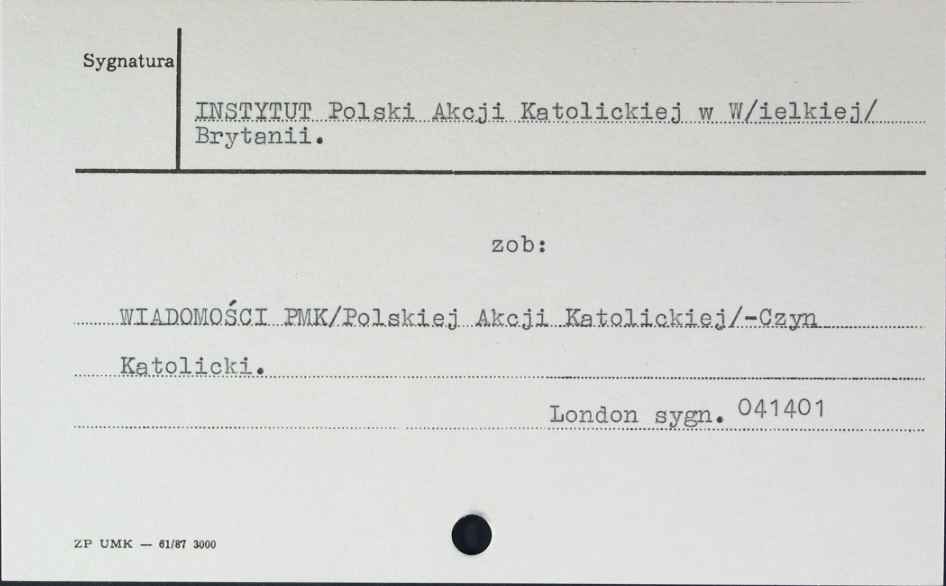 Sygnatura
INSTYTUT Polski Akcji Katolickiej w W/ielkiej/
Brytanii.
zob:
WIADOMOŚCI PMK/Polskiej Akcji Katolickiej/-Czyn
Katolicki.
London sygn. 041401
ZP UMK — 61/87 3000